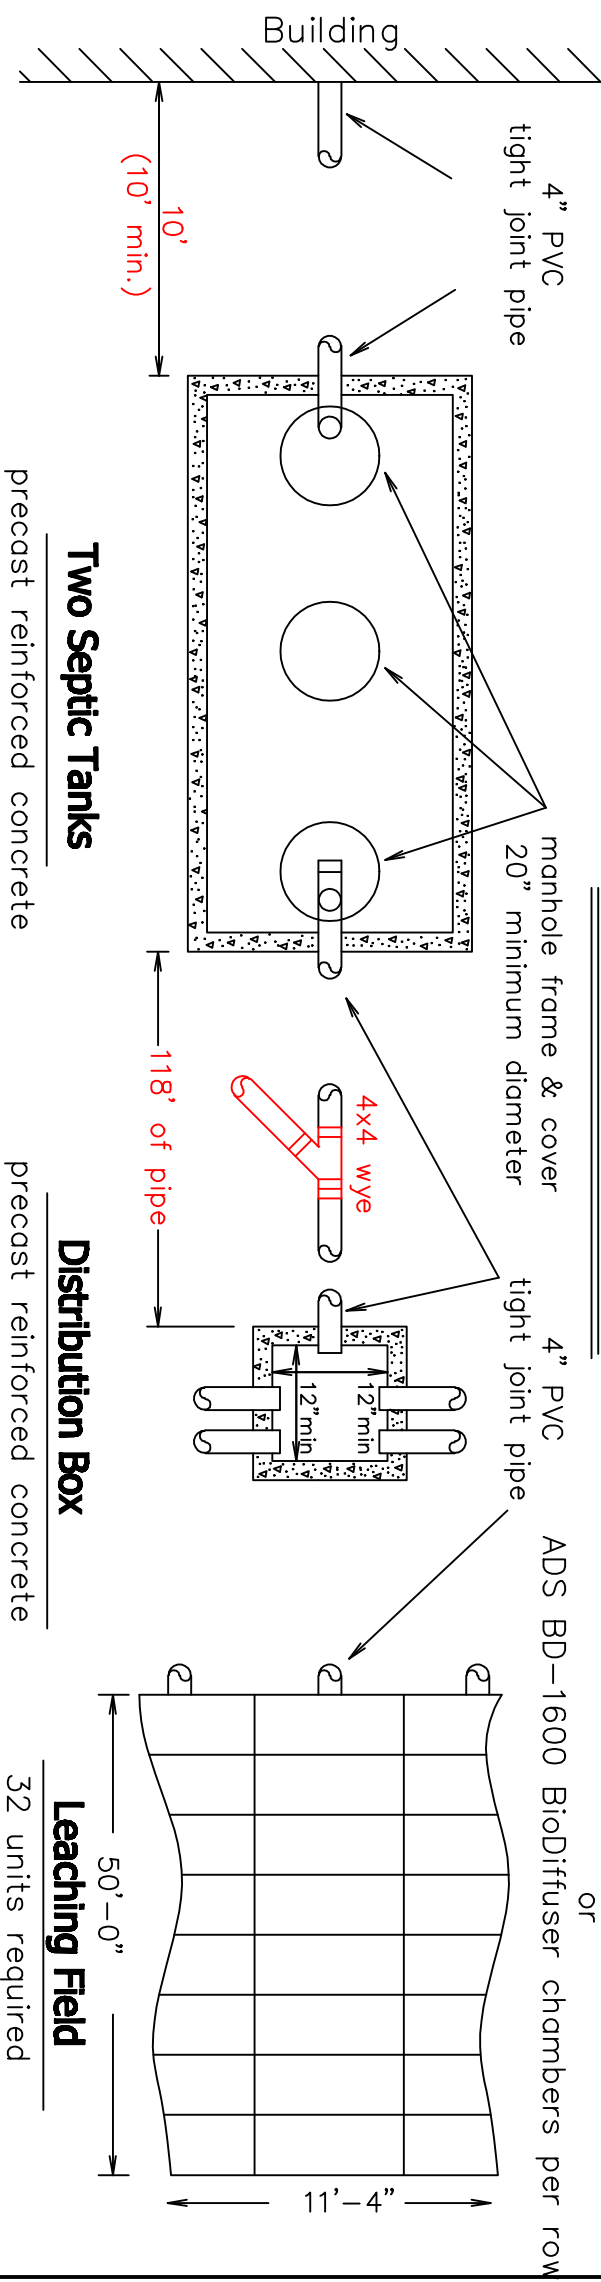 Building
4” PVC
tight joint pipe
10’
(10’ min.)
manhole frame & cover
20” minimum diameter
Two Septic Tanks
precast reinforced concrete
4x4 wye
118’ of pipe
4” PVC
tight joint pipe
12”min
12”min
Distribution Box
precast reinforced concrete
or
ADS BD-1600 BioDiffuser chambers per row
50’-0”
11’-4”
Leaching Field
32 units required